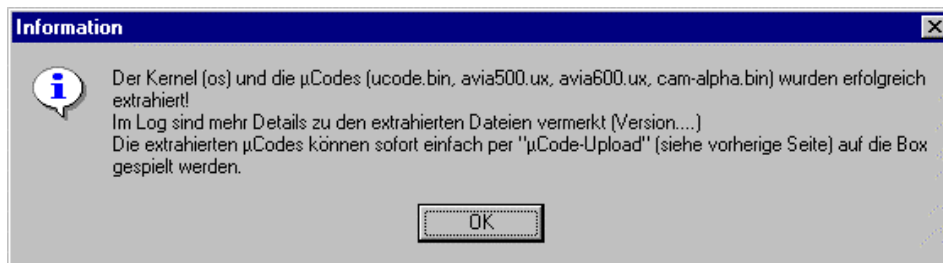 Information
Der Kernel (os) und die µCodes (ucode.bin, avia500.ux, avia600.ux, cam-alpha.bin) wurden erfolgreich
extrahiert!
Im Log sind mehr Details zu den extrahierten Dateien vermerkt (Version....)
Die extrahierten µCodes können sofort einfach per "µCode-Upload" (siehe vorherige Seite) auf die Box
gespielt werden.
OK